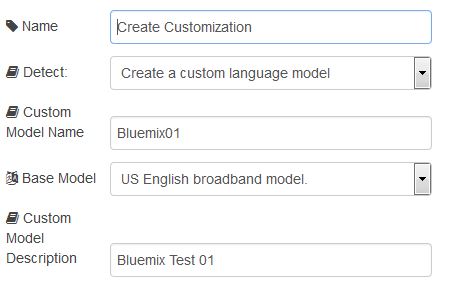 Name
Create Customization
Detect:
Create a custom language model
Custom
Model Name
Bluemix01
Base Model
US English broadband model.
Custom
Model
Description
Bluemix Test 01